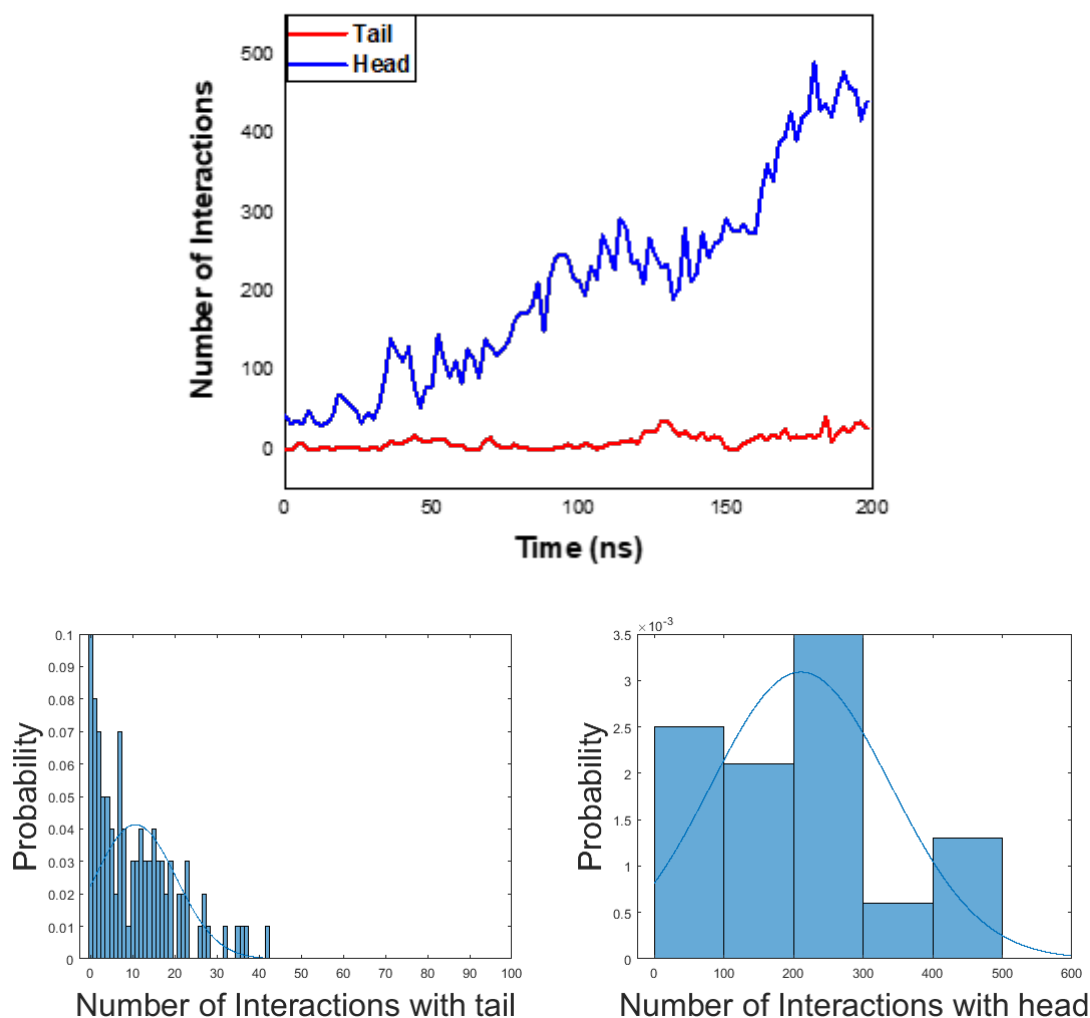 Tail
Head
500
400
300
200
100
0
Number of Interactions
0 50 100 150 200
Time (ns)
0.1
0.09
0.08
0.07
0.06
0.05
0.04
0.03
0.02
0.01
0
Probability
0 10 20 30 40 50 60 70 80 90 100
Number of Interactions with tail
×10⁻³
3.5
3
2.5
2
1.5
1
0.5
0
Probability
0 100 200 300 400 500 600
Number of Interactions with head